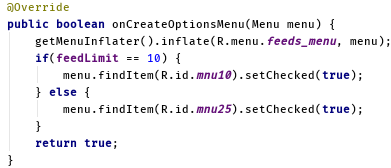 @Override
public boolean onCreateOptionsMenu(Menu menu) {
    getMenuInflater().inflate(R.menu.feeds_menu, menu);
    if(feedLimit == 10) {
        menu.findItem(R.id.mnu10).setChecked(true);
    } else {
        menu.findItem(R.id.mnu25).setChecked(true);
    }
    return true;
}